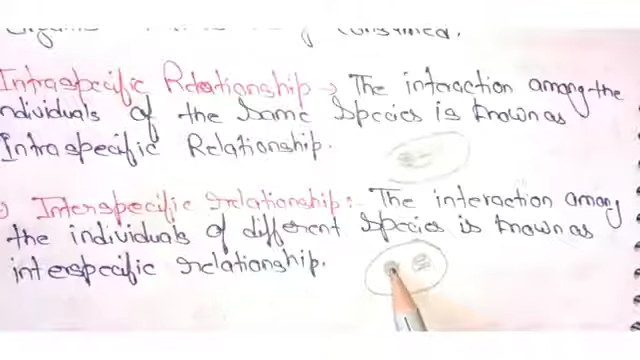 Intraspecific Relationship → The interaction among the
ndividuals of the same species is known as
Intraspecific Relationship.
) Interspecific relationship:- The interaction among
the individuals of different species is known as
interspecific relationship.